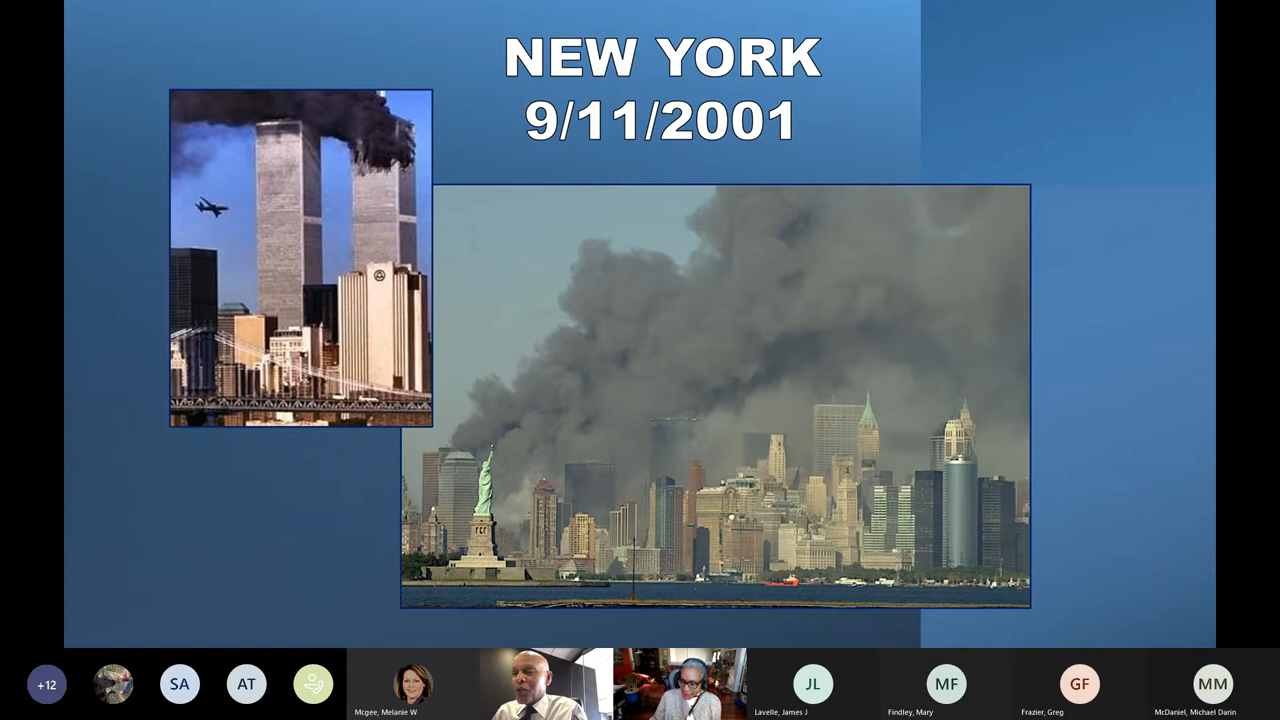 NEW YORK
9/11/2001
+12
SA
AT
Mcgee, Melanie W
JL
Lavelle, James J
MF
Findley, Mary
GF
Frazier, Greg
MM
McDaniel, Michael Darin